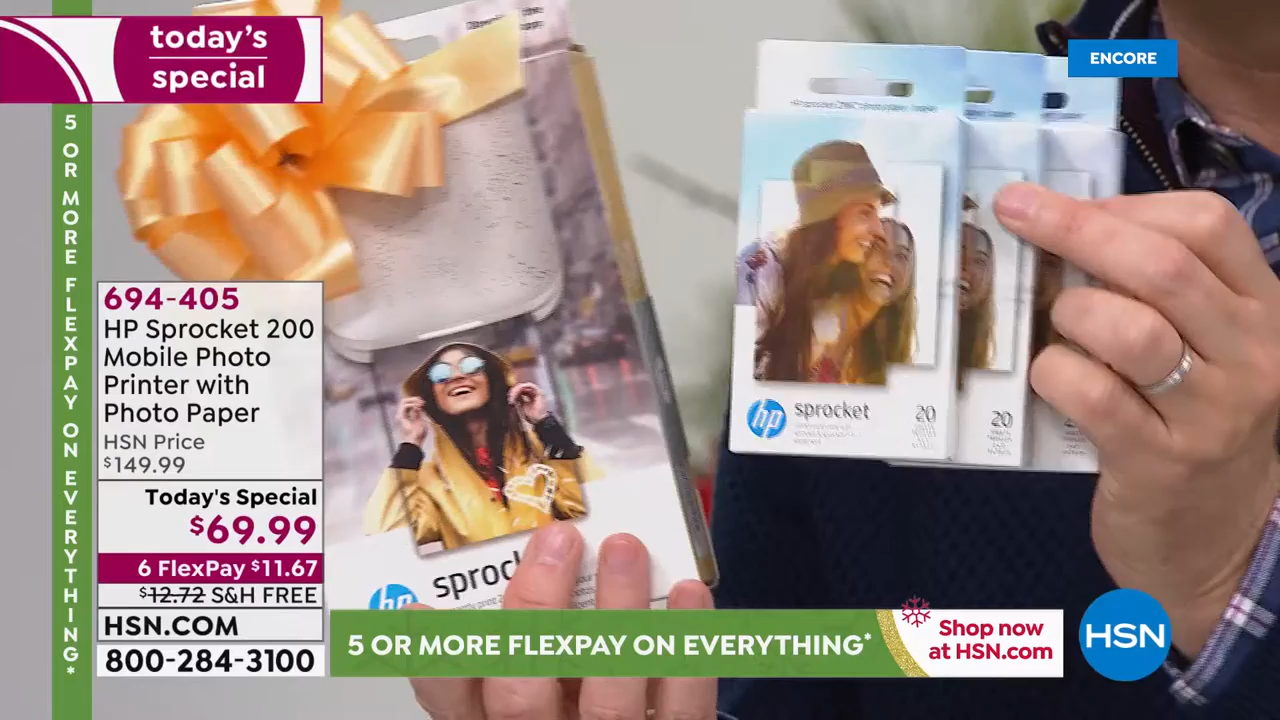 today's
special
ENCORE
5 OR MORE FLEXPAY ON EVERYTHING*
694-405
HP Sprocket 200
Mobile Photo
Printer with
Photo Paper
HSN Price
$149.99
Today's Special
$69.99
6 FlexPay $11.67
$12.72 S&H FREE
HSN.COM
800-284-3100
hp sprocket 20
20
hp
5 OR MORE FLEXPAY ON EVERYTHING*
Shop now
at HSN.com
HSN